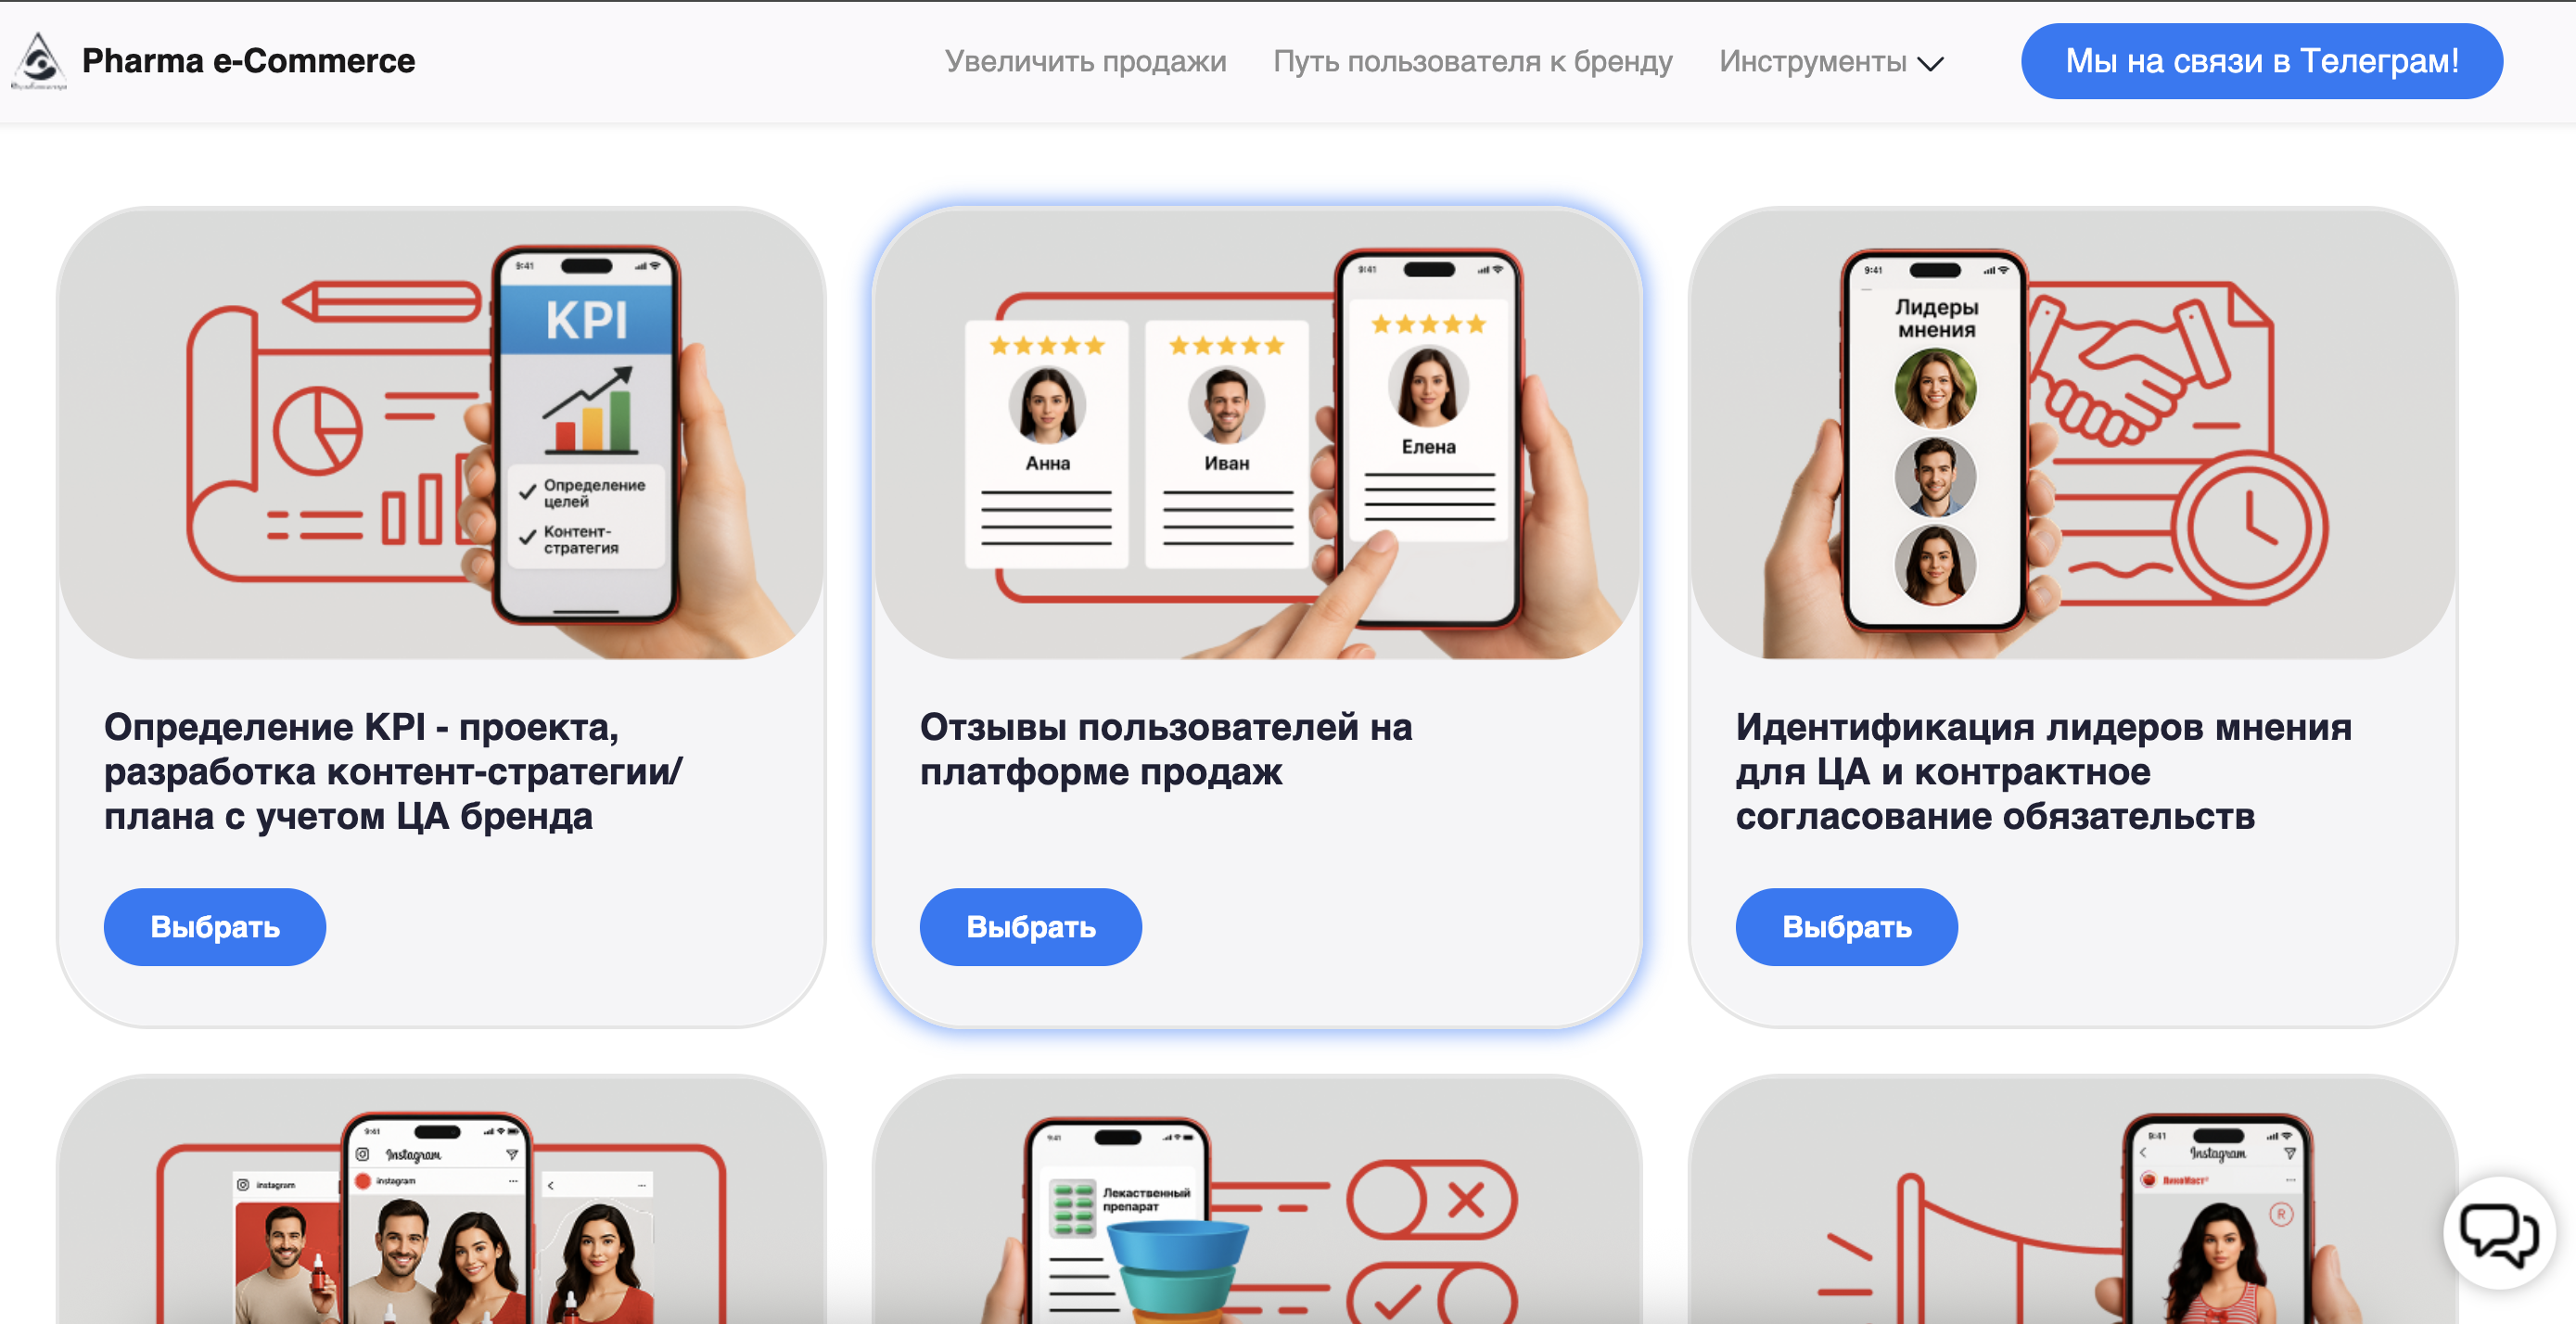 Pharma e-Commerce
Увеличить продажи
Путь пользователя к бренду
Инструменты
Мы на связи в Телеграм!
9:41
KPI
Определение
целей
Контент-
стратегия
Определение KPI - проекта,
разработка контент-стратегии/
плана с учетом ЦА бренда
Выбрать
9:41
Анна
Иван
Елена
Отзывы пользователей на
платформе продаж
Выбрать
9:41
Лидеры
мнения
Идентификация лидеров мнения
для ЦА и контрактное
согласование обязательств
Выбрать
9:41
Instagram
instagram
instagram
9:41
Лекаственный
препарат
9:41
Instagram
R